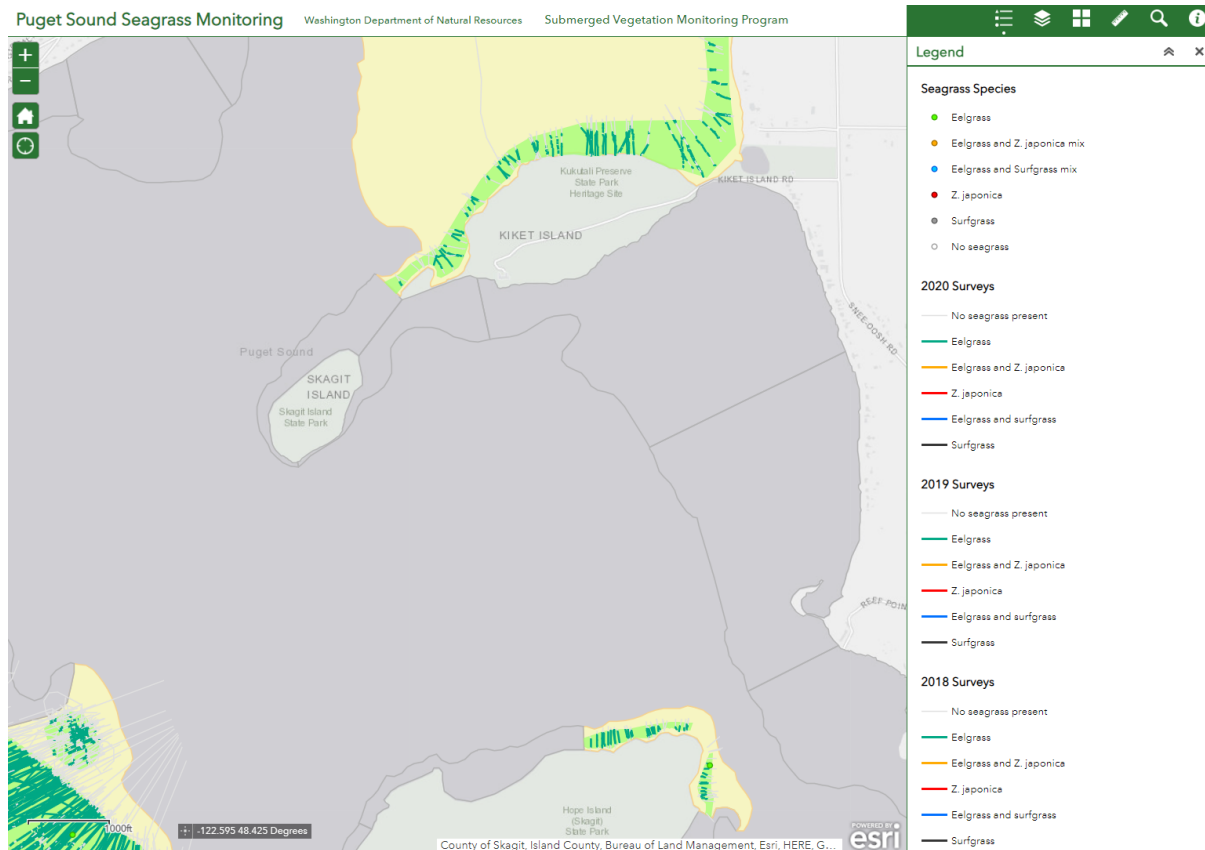 Puget Sound Seagrass Monitoring
Washington Department of Natural Resources
Submerged Vegetation Monitoring Program
+
−
Kukutali Preserve
State Park
Heritage Site
KIKET ISLAND RD
KIKET ISLAND
SNEE-OOSH RD
Puget Sound
SKAGIT
ISLAND
Skagit Island
State Park
REEF POIN
Hope Island
(Skagit)
State Park
1000ft
-122.595 48.425 Degrees
County of Skagit, Island County, Bureau of Land Management, Esri, HERE, G...
POWERED BY
esri
Legend
Seagrass Species
Eelgrass
Eelgrass and Z. japonica mix
Eelgrass and Surfgrass mix
Z. japonica
Surfgrass
No seagrass
2020 Surveys
No seagrass present
Eelgrass
Eelgrass and Z. japonica
Z. japonica
Eelgrass and surfgrass
Surfgrass
2019 Surveys
No seagrass present
Eelgrass
Eelgrass and Z. japonica
Z. japonica
Eelgrass and surfgrass
Surfgrass
2018 Surveys
No seagrass present
Eelgrass
Eelgrass and Z. japonica
Z. japonica
Eelgrass and surfgrass
Surfgrass